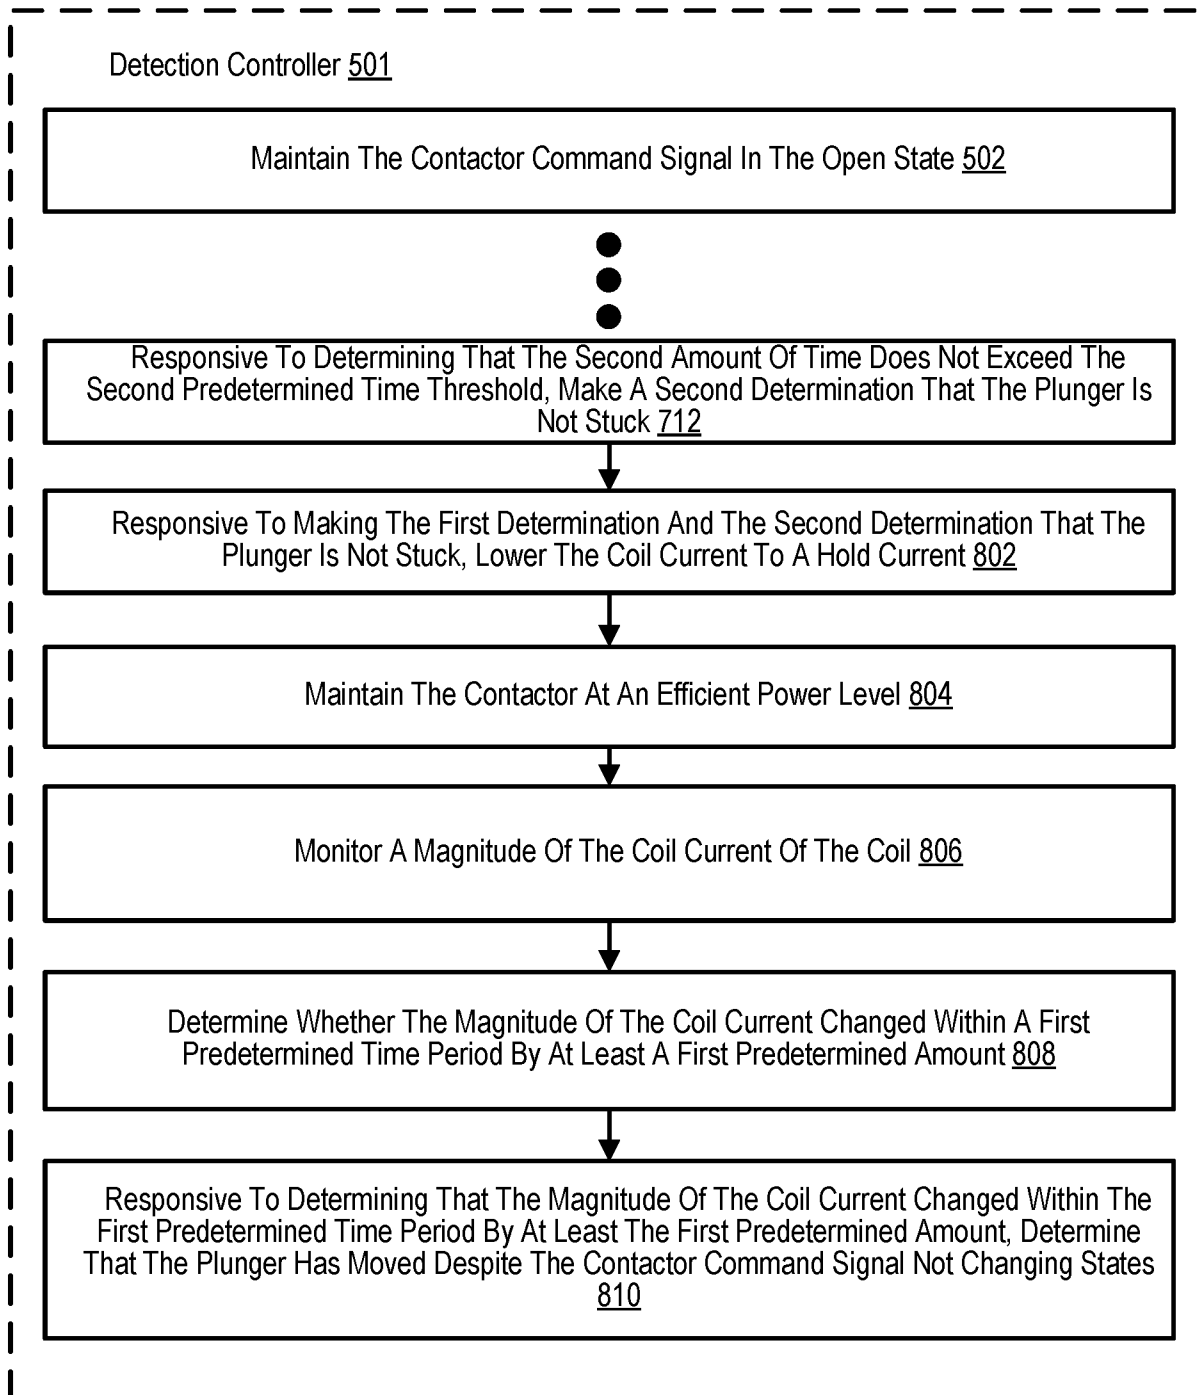 Detection Controller 501
Maintain The Contactor Command Signal In The Open State 502
Responsive To Determining That The Second Amount Of Time Does Not Exceed The
Second Predetermined Time Threshold, Make A Second Determination That The Plunger Is
Not Stuck 712
Responsive To Making The First Determination And The Second Determination That The
Plunger Is Not Stuck, Lower The Coil Current To A Hold Current 802
Maintain The Contactor At An Efficient Power Level 804
Monitor A Magnitude Of The Coil Current Of The Coil 806
Determine Whether The Magnitude Of The Coil Current Changed Within A First
Predetermined Time Period By At Least A First Predetermined Amount 808
Responsive To Determining That The Magnitude Of The Coil Current Changed Within The
First Predetermined Time Period By At Least The First Predetermined Amount, Determine
That The Plunger Has Moved Despite The Contactor Command Signal Not Changing States
810